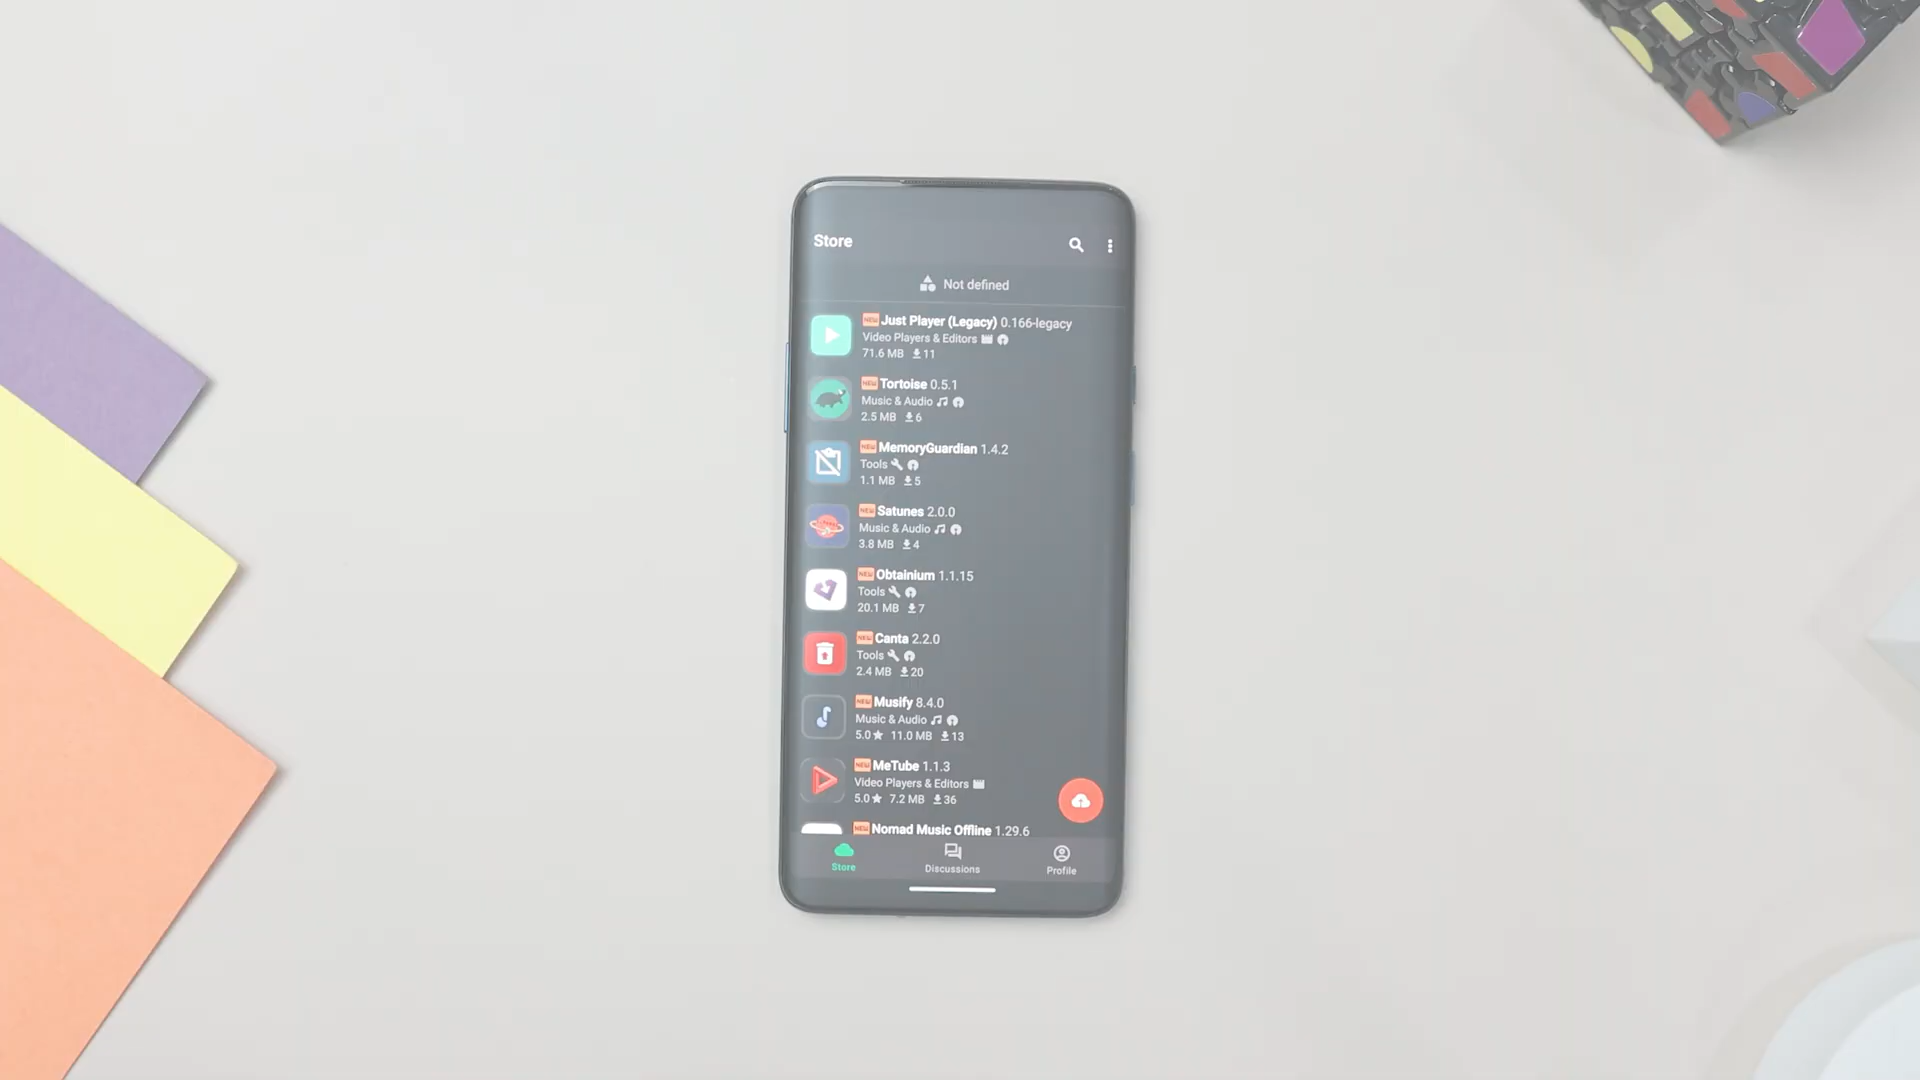 Store
Not defined
NEW Just Player (Legacy) 0.166-legacy
Video Players & Editors
71.6 MB 11
NEW Tortoise 0.5.1
Music & Audio
2.5 MB 6
NEW MemoryGuardian 1.4.2
Tools
1.1 MB 5
NEW Satunes 2.0.0
Music & Audio
3.8 MB 4
NEW Obtainium 1.1.15
Tools
20.1 MB 7
NEW Canta 2.2.0
Tools
2.4 MB 20
NEW Musify 8.4.0
Music & Audio
5.0★ 11.0 MB 13
NEW MeTube 1.1.3
Video Players & Editors
5.0★ 7.2 MB 36
NEW Nomad Music Offline 1.29.6
Store Discussions Profile